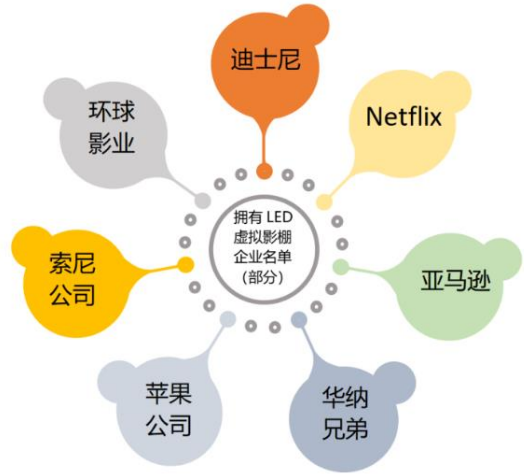 迪士尼
Netflix
亚马逊
华纳
兄弟
苹果
公司
索尼
公司
环球
影业
拥有 LED
虚拟影棚
企业名单
（部分）